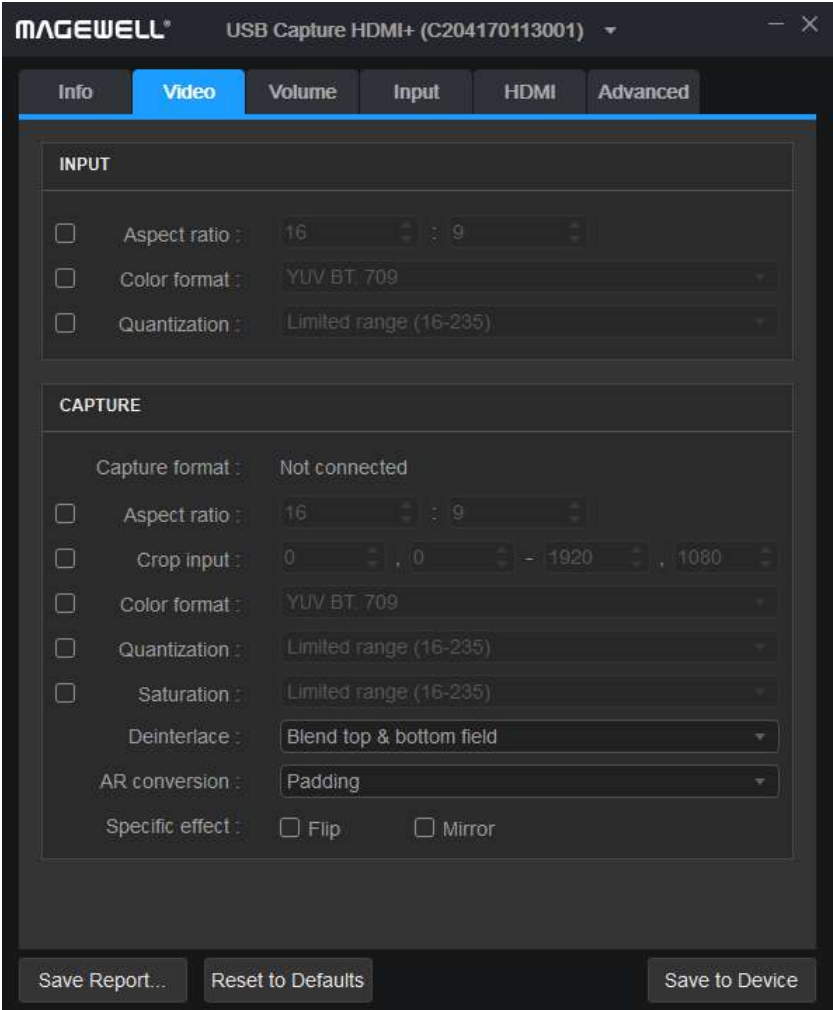 MAGEWELL® USB Capture HDMI+ (C204170113001)
Info Video Volume Input HDMI Advanced
INPUT
Aspect ratio : 16 : 9
Color format : YUV BT. 709
Quantization : Limited range (16-235)
CAPTURE
Capture format : Not connected
Aspect ratio : 16 : 9
Crop input : 0 , 0 - 1920 , 1080
Color format : YUV BT. 709
Quantization : Limited range (16-235)
Saturation : Limited range (16-235)
Deinterlace : Blend top & bottom field
AR conversion : Padding
Specific effect : Flip Mirror
Save Report... Reset to Defaults Save to Device